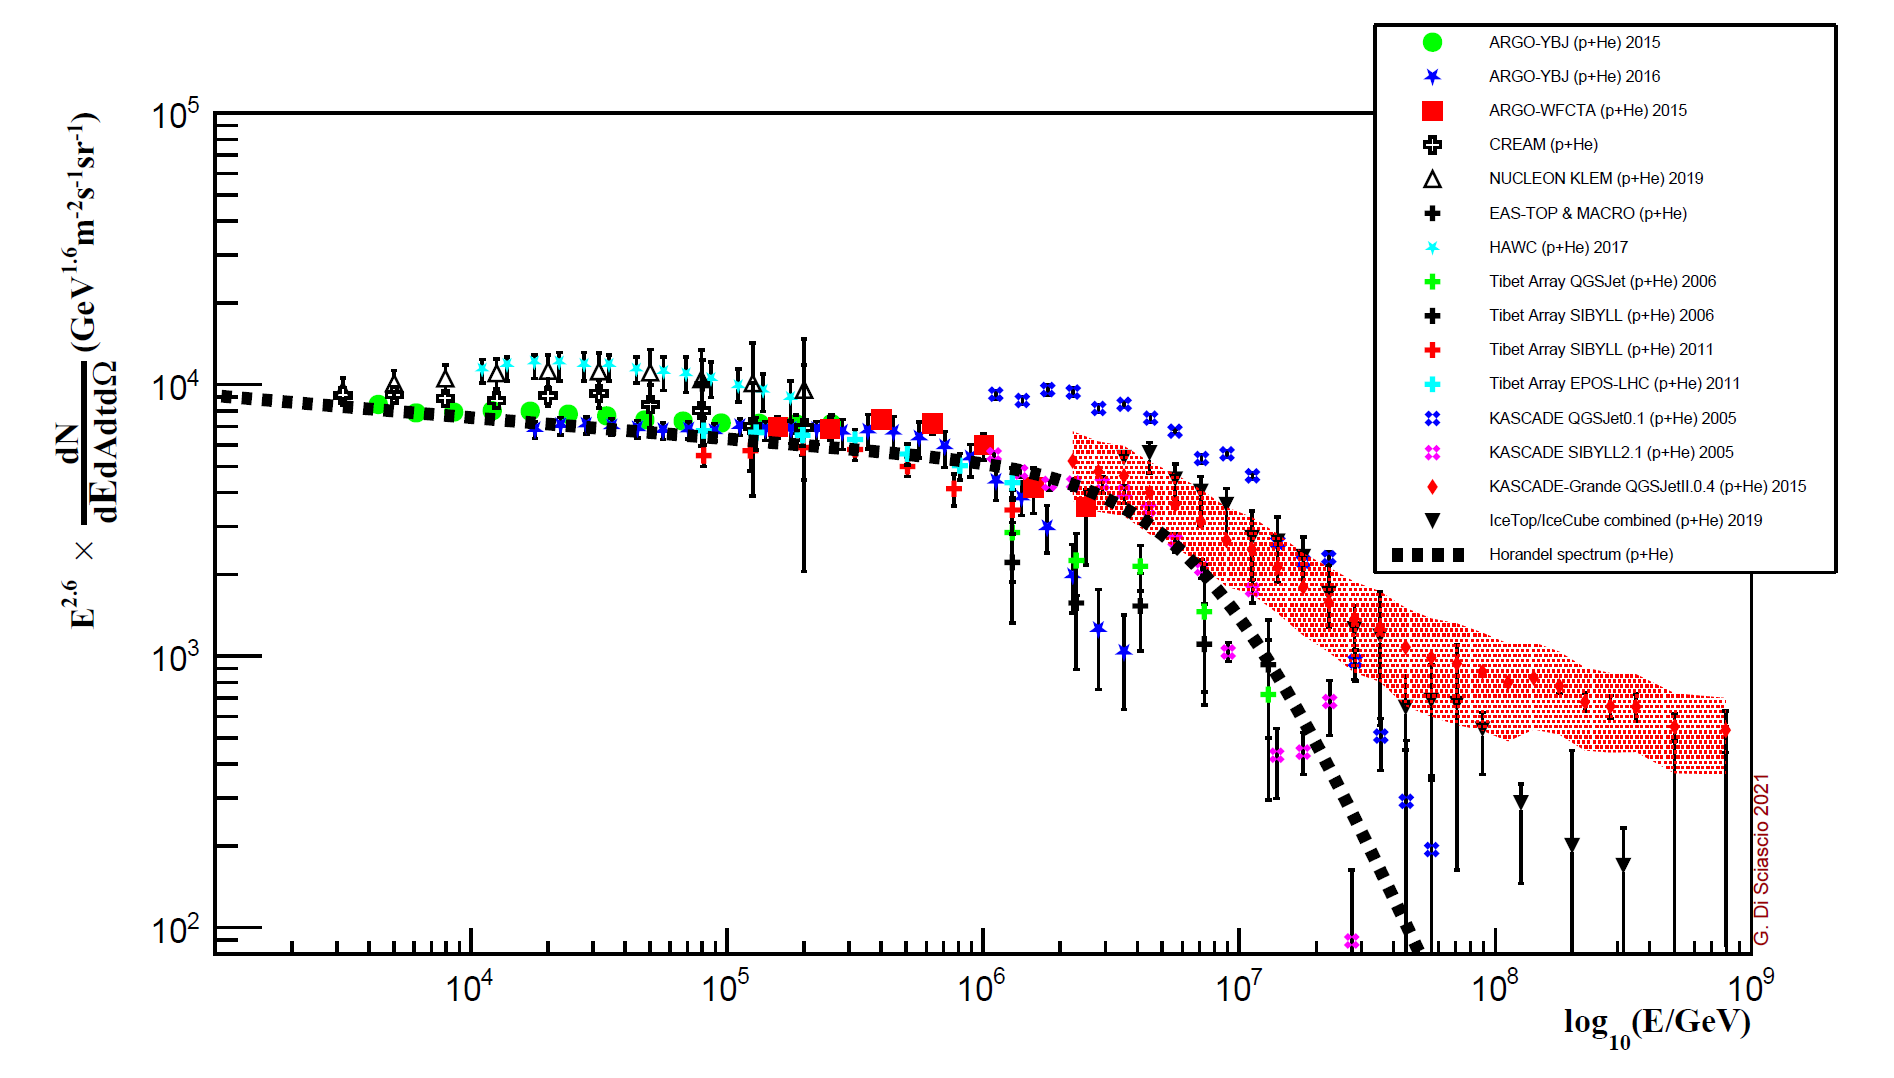 ARGO-YBJ (p+He) 2015
ARGO-YBJ (p+He) 2016
ARGO-WFCTA (p+He) 2015
CREAM (p+He)
NUCLEON KLEM (p+He) 2019
EAS-TOP & MACRO (p+He)
HAWC (p+He) 2017
Tibet Array QGSJet (p+He) 2006
Tibet Array SIBYLL (p+He) 2006
Tibet Array SIBYLL (p+He) 2011
Tibet Array EPOS-LHC (p+He) 2011
KASCADE QGSJet0.1 (p+He) 2005
KASCADE SIBYLL2.1 (p+He) 2005
KASCADE-Grande QGSJetII.0.4 (p+He) 2015
IceTop/IceCube combined (p+He) 2019
Horandel spectrum (p+He)
E^2.6 × dN/dEdAdtdΩ (GeV^1.6 m^-2 s^-1 sr^-1)
10^5
10^4
10^3
10^2
10^4 10^5 10^6 10^7 10^8 10^9
log_10(E/GeV)
G. Di Sciascio 2021